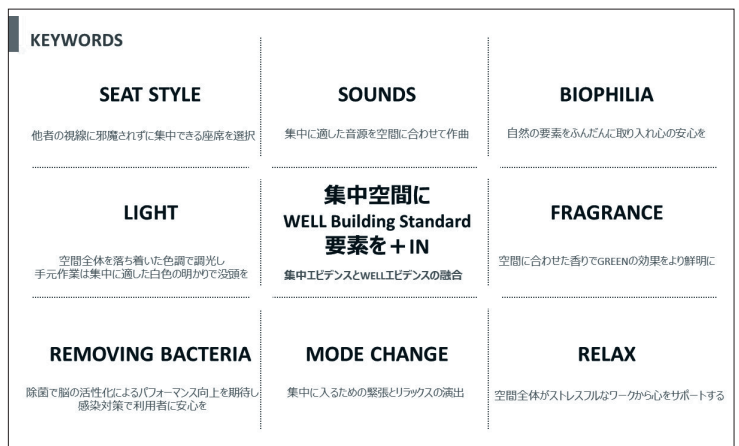 KEYWORDS
SEAT STYLE
他者の視線に邪魔されずに集中できる座席を選択
SOUNDS
集中に適した音源を空間に合わせて作曲
BIOPHILIA
自然の要素をふんだんに取り入れ心の安心を
LIGHT
空間全体を落ち着いた色調で調光し
手元作業は集中に適した白色の明かりで没頭を
集中空間に
WELL Building Standard
要素を＋IN
集中エビデンスとWELLエビデンスの融合
FRAGRANCE
空間に合わせた香りでGREENの効果をより鮮明に
REMOVING BACTERIA
除菌で脳の活性化によるパフォーマンス向上を期待し
感染対策で利用者に安心を
MODE CHANGE
集中に入るための緊張とリラックスの演出
RELAX
空間全体がストレスフルなワークから心をサポートする